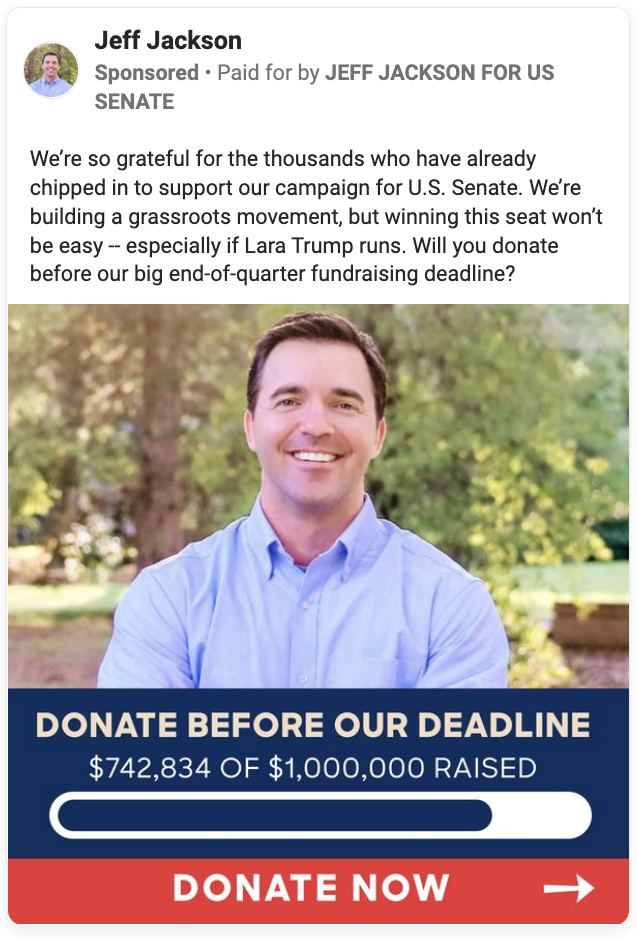 Jeff Jackson
Sponsored • Paid for by JEFF JACKSON FOR US
SENATE
We’re so grateful for the thousands who have already
chipped in to support our campaign for U.S. Senate. We’re
building a grassroots movement, but winning this seat won’t
be easy -- especially if Lara Trump runs. Will you donate
before our big end-of-quarter fundraising deadline?
DONATE BEFORE OUR DEADLINE
$742,834 OF $1,000,000 RAISED
DONATE NOW